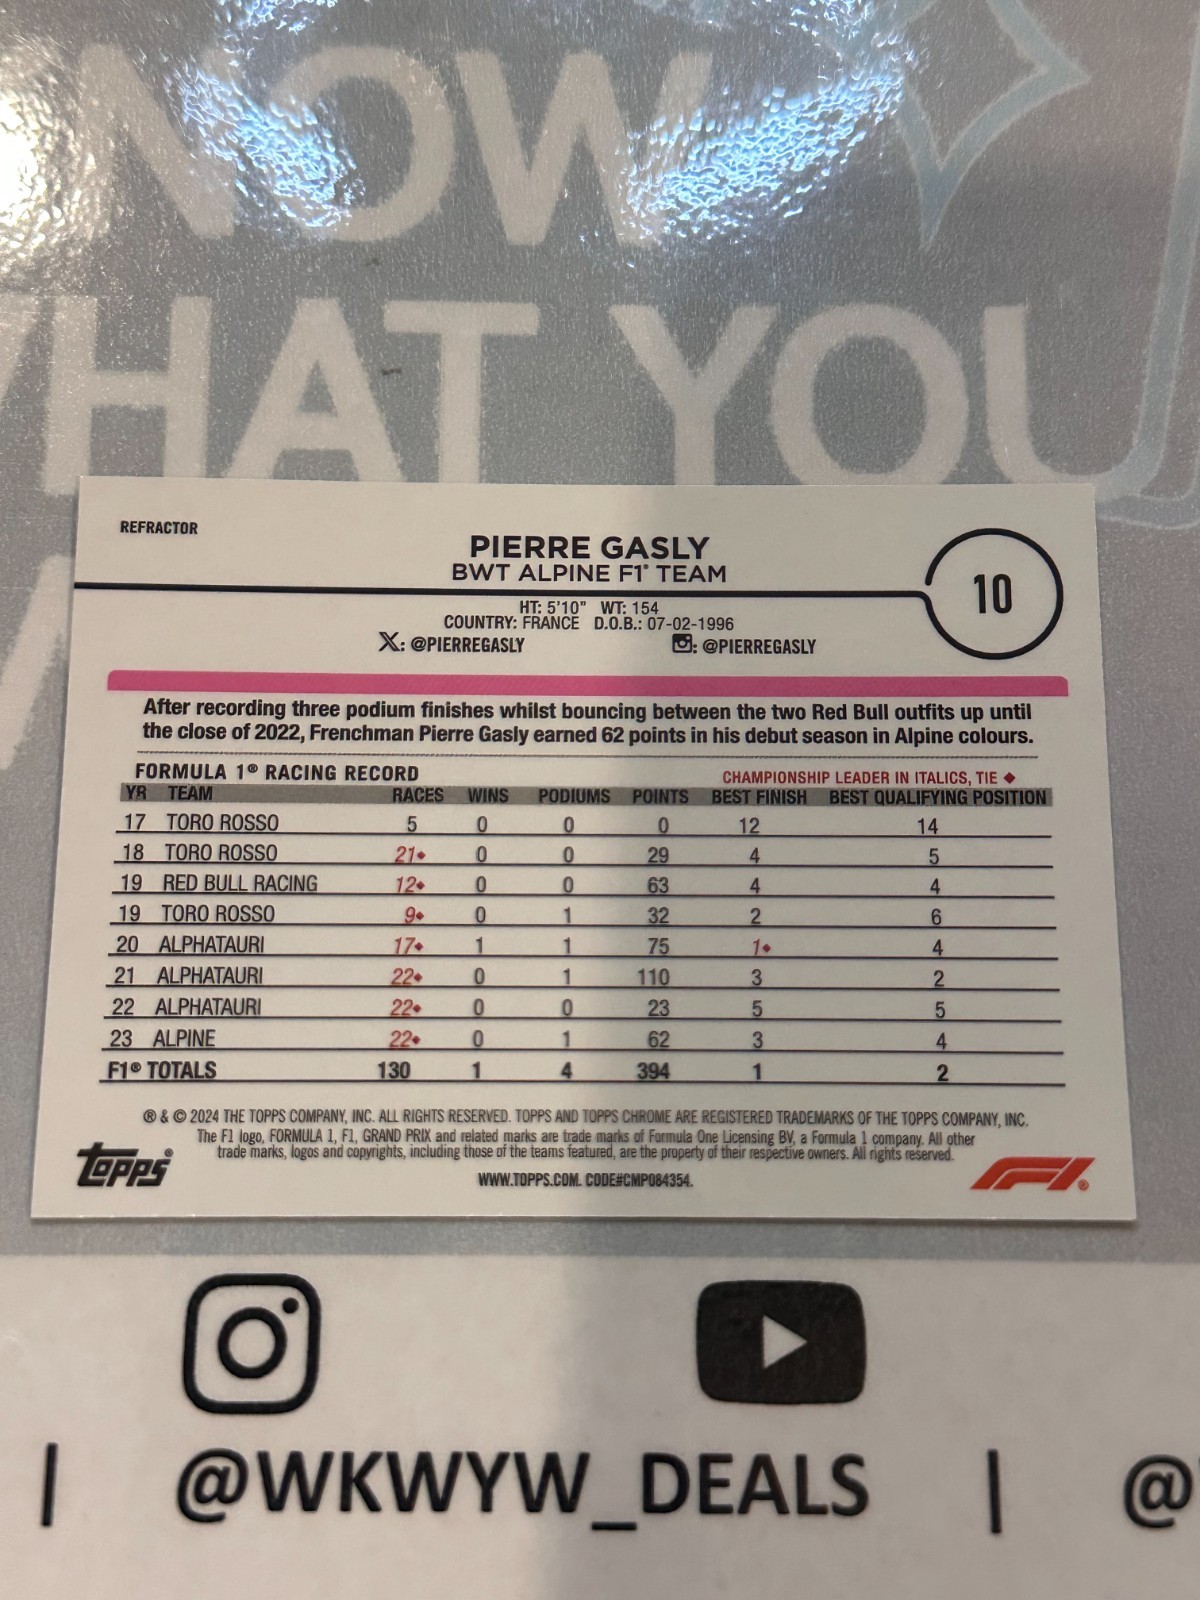 NOW
WHAT YOU
REFRACTOR
PIERRE GASLY
BWT ALPINE F1® TEAM
10
HT: 5'10" WT: 154
COUNTRY: FRANCE D.O.B.: 07-02-1996
X: @PIERREGASLY : @PIERREGASLY
After recording three podium finishes whilst bouncing between the two Red Bull outfits up until
the close of 2022, Frenchman Pierre Gasly earned 62 points in his debut season in Alpine colours.
FORMULA 1® RACING RECORD CHAMPIONSHIP LEADER IN ITALICS, TIE ◆
YR TEAM RACES WINS PODIUMS POINTS BEST FINISH BEST QUALIFYING POSITION
17 TORO ROSSO 5 0 0 0 12 14
18 TORO ROSSO 21◆ 0 0 29 4 5
19 RED BULL RACING 12◆ 0 0 63 4 4
19 TORO ROSSO 9◆ 0 1 32 2 6
20 ALPHATAURI 17◆ 1 1 75 1◆ 4
21 ALPHATAURI 22◆ 0 1 110 3 2
22 ALPHATAURI 22◆ 0 0 23 5 5
23 ALPINE 22◆ 0 1 62 3 4
F1® TOTALS 130 1 4 394 1 2
® & © 2024 THE TOPPS COMPANY, INC. ALL RIGHTS RESERVED. TOPPS AND TOPPS CHROME ARE REGISTERED TRADEMARKS OF THE TOPPS COMPANY, INC.
The F1 logo, FORMULA 1, F1, GRAND PRIX and related marks are trade marks of Formula One Licensing BV, a Formula 1 company. All other
trade marks, logos and copyrights, including those of the teams featured, are the property of their respective owners. All rights reserved.
WWW.TOPPS.COM. CODE#CMP084354.
topps®
F1®
| @WKWYW_DEALS | @